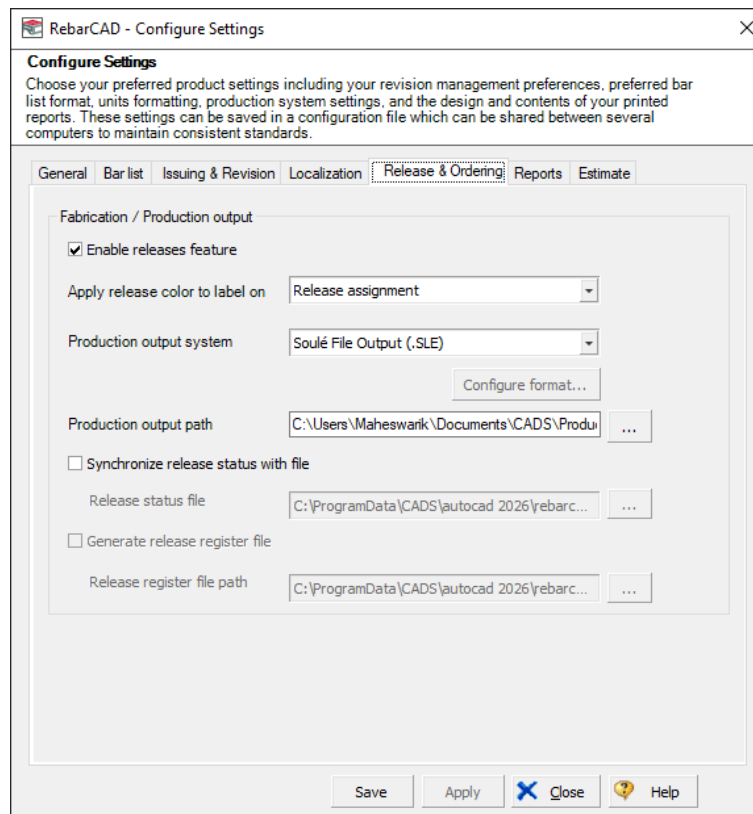 RebarCAD - Configure Settings
Configure Settings
Choose your preferred product settings including your revision management preferences, preferred bar
list format, units formatting, production system settings, and the design and contents of your printed
reports. These settings can be saved in a configuration file which can be shared between several
computers to maintain consistent standards.
General Bar list Issuing & Revision Localization Release & Ordering Reports Estimate
Fabrication / Production output
Enable releases feature
Apply release color to label on Release assignment
Production output system Soulé File Output (.SLE)
Configure format...
Production output path C:\Users\Maheswarik\Documents\CADS\Produ ...
Synchronize release status with file
Release status file C:\ProgramData\CADS\autocad 2026\rebarc... ...
Generate release register file
Release register file path C:\ProgramData\CADS\autocad 2026\rebarc... ...
Save Apply Close Help